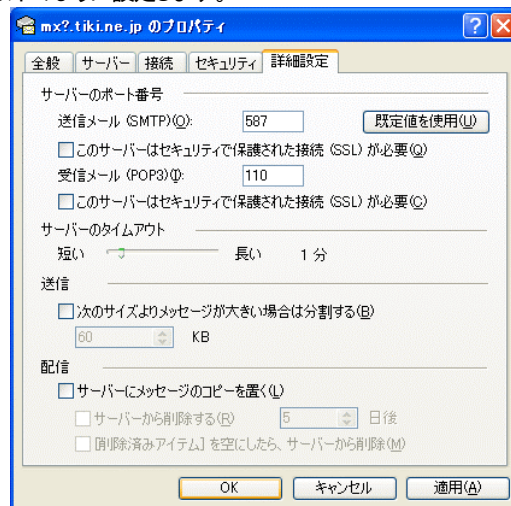 mx?.tiki.ne.jp のプロパティ
全般 サーバー 接続 セキュリティ 詳細設定
サーバーのポート番号
送信メール (SMTP)(O): 587 既定値を使用(U)
このサーバーはセキュリティで保護された接続 (SSL) が必要(Q)
受信メール (POP3)(I): 110
このサーバーはセキュリティで保護された接続 (SSL) が必要(C)
サーバーのタイムアウト
短い 長い 1 分
送信
次のサイズよりメッセージが大きい場合は分割する(B)
60 KB
配信
サーバーにメッセージのコピーを置く(L)
サーバーから削除する(R) 5 日後
[削除済みアイテム] を空にしたら、サーバーから削除(M)
OK キャンセル 適用(A)